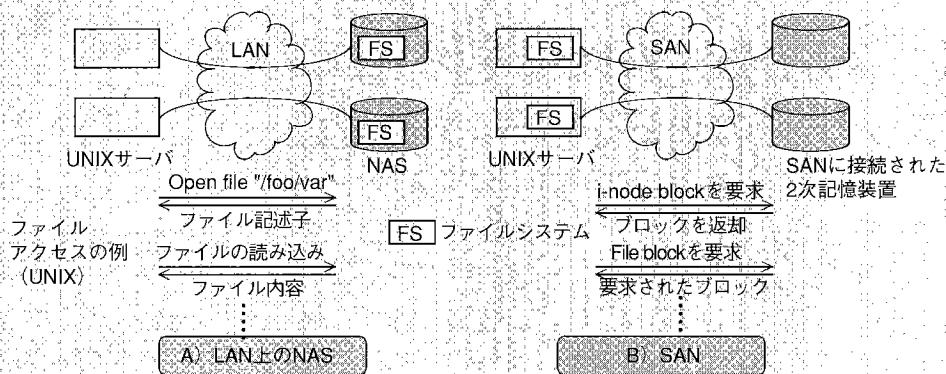 LAN
FS
FS
UNIXサーバ
NAS
Open file "/foo/var"
ファイル記述子
ファイル
アクセスの例
(UNIX)
ファイルの読み込み
ファイル内容
A) LAN上のNAS
FS ファイルシステム
FS
FS
SAN
UNIXサーバ
SANに接続された
2次記憶装置
i-node blockを要求
ブロックを返却
File blockを要求
要求されたブロック
B) SAN